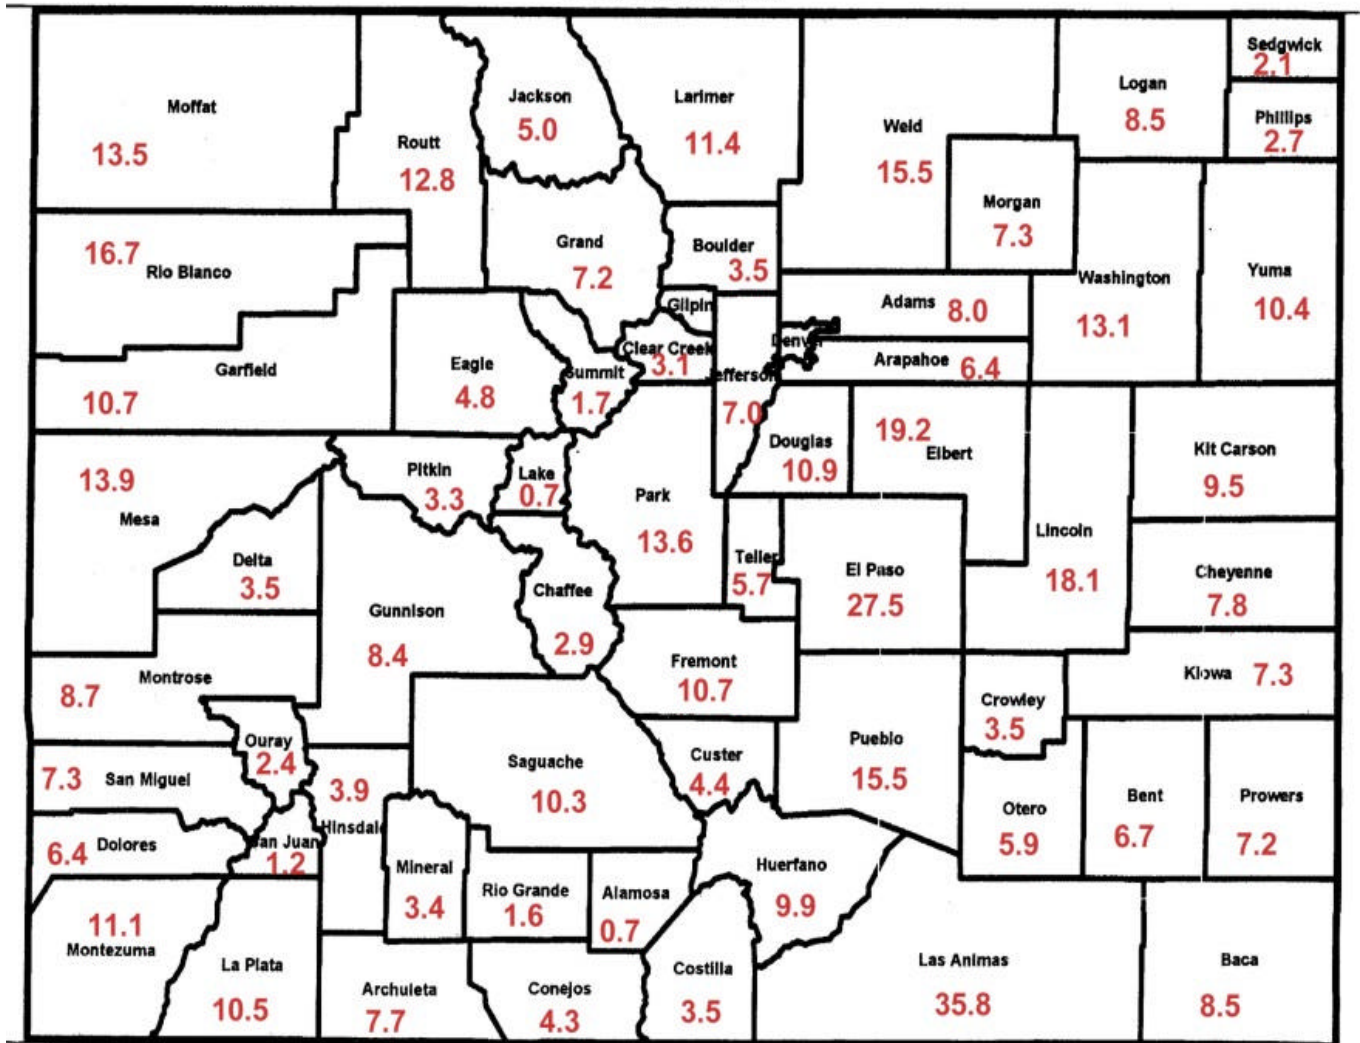 Sedgwick
2.1
Moffat
13.5
Jackson
5.0
Larimer
11.4
Logan
8.5
Phillips
2.7
Routt
12.8
Weld
15.5
Morgan
7.3
Rio Blanco
16.7
Grand
7.2
Boulder
3.5
Gilpin
Washington
13.1
Yuma
10.4
Adams 8.0
Denver
Clear Creek
3.1
Arapahoe 6.4
Garfield
10.7
Eagle
4.8
Summit
1.7
Jefferson
7.0
Douglas
10.9
19.2
Elbert
Kit Carson
9.5
13.9
Mesa
Pitkin
3.3
Lake
0.7
Park
13.6
Teller
5.7
El Paso
27.5
Lincoln
18.1
Cheyenne
7.8
Delta
3.5
Gunnison
8.4
Chaffee
2.9
Fremont
10.7
Kiowa 7.3
Montrose
8.7
Crowley
3.5
Ouray
2.4
7.3 San Miguel
3.9
Hinsdale
Saguache
10.3
Custer
4.4
Pueblo
15.5
Otero
5.9
Bent
6.7
Prowers
7.2
6.4 Dolores
San Juan
1.2
Mineral
3.4
Rio Grande
1.6
Alamosa
0.7
Huerfano
9.9
11.1
Montezuma
La Plata
10.5
Archuleta
7.7
Conejos
4.3
Costilla
3.5
Las Animas
35.8
Baca
8.5